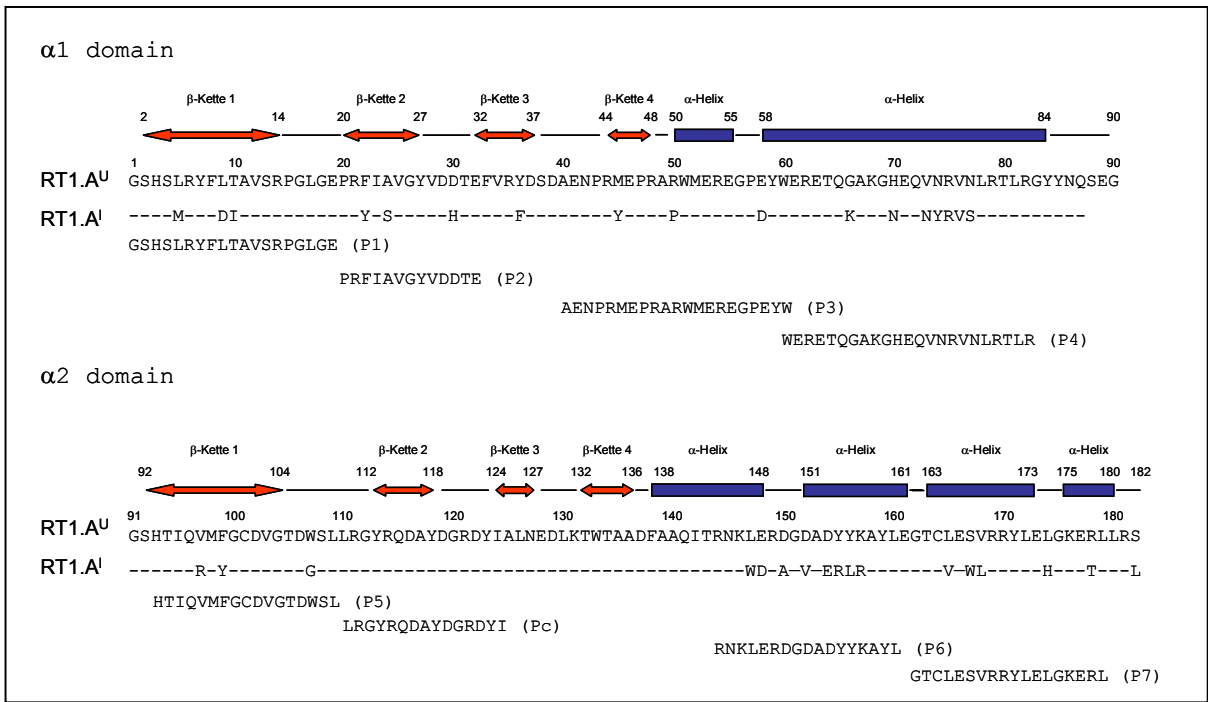 α1 domain
β-Kette 1 β-Kette 2 β-Kette 3 β-Kette 4 α-Helix α-Helix
2 14 20 27 32 37 44 48 50 55 58 84 90
1 10 20 30 40 50 60 70 80 90
RT1.Aᵁ GSHSLRYFLTAVSRPGLGEPRFIAVGYVDDTEFVRYDSDAENPRMEPRARWMEREGPEYWERETQGAKGHEQVNRVNLRTLRGYYNQSEG
RT1.Aˡ ----M---DI-----------Y-S-----H-----F--------Y----P-------D-------K---N--NYRVS----------
GSHSLRYFLTAVSRPGLGE (P1)
PRFIAVGYVDDTE (P2)
AENPRMEPRARWMEREGPEYW (P3)
WERETQGAKGHEQVNRVNLRTLR (P4)
α2 domain
β-Kette 1 β-Kette 2 β-Kette 3 β-Kette 4 α-Helix α-Helix α-Helix α-Helix
92 104 112 118 124 127 132 136 138 148 151 161 163 173 175 180 182
91 100 110 120 130 140 150 160 170 180
RT1.Aᵁ GSHTIQVMFGCDVGTDWSLLRGYRQDAYDGRDYIALNEDLKTWTAADFAAQITRNKLERDGDADYYKAYLEGTCLESVRRYLELGKERLLRS
RT1.Aˡ ------R-Y-------G---------------------------------------WD-A—V—ERLR-------V—WL-----H---T---L
HTIQVMFGCDVGTDWSL (P5)
LRGYRQDAYDGRDYI (Pc)
RNKLERDGDADYYKAYL (P6)
GTCLESVRRYLELGKERL (P7)